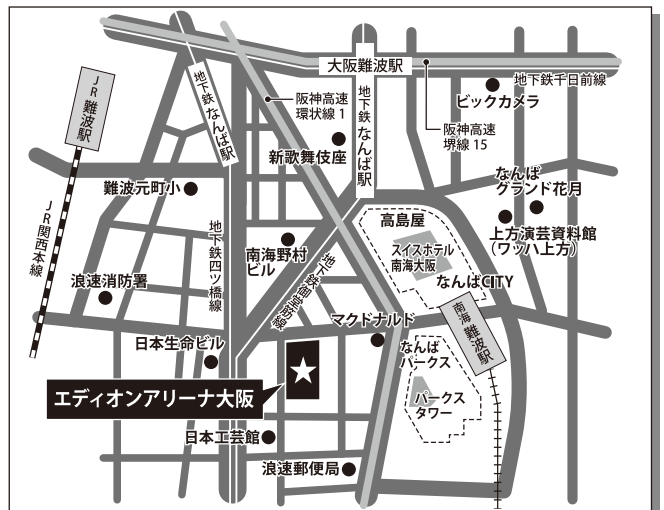 大阪難波駅
地下鉄千日前線
ビックカメラ
阪神高速
環状線 1
阪神高速
堺線 15
JR難波駅
地下鉄なんば駅
地下鉄なんば駅
新歌舞伎座
なんば
グランド花月
難波元町小
上方演芸資料館
（ワッハ上方）
高島屋
スイスホテル
南海大阪
なんばCITY
JR関西本線
地下鉄四ツ橋線
南海野村
ビル
地下鉄御堂筋線
浪速消防署
マクドナルド
南海難波駅
日本生命ビル
なんば
パークス
パークス
タワー
エディオンアリーナ大阪
日本工芸館
浪速郵便局